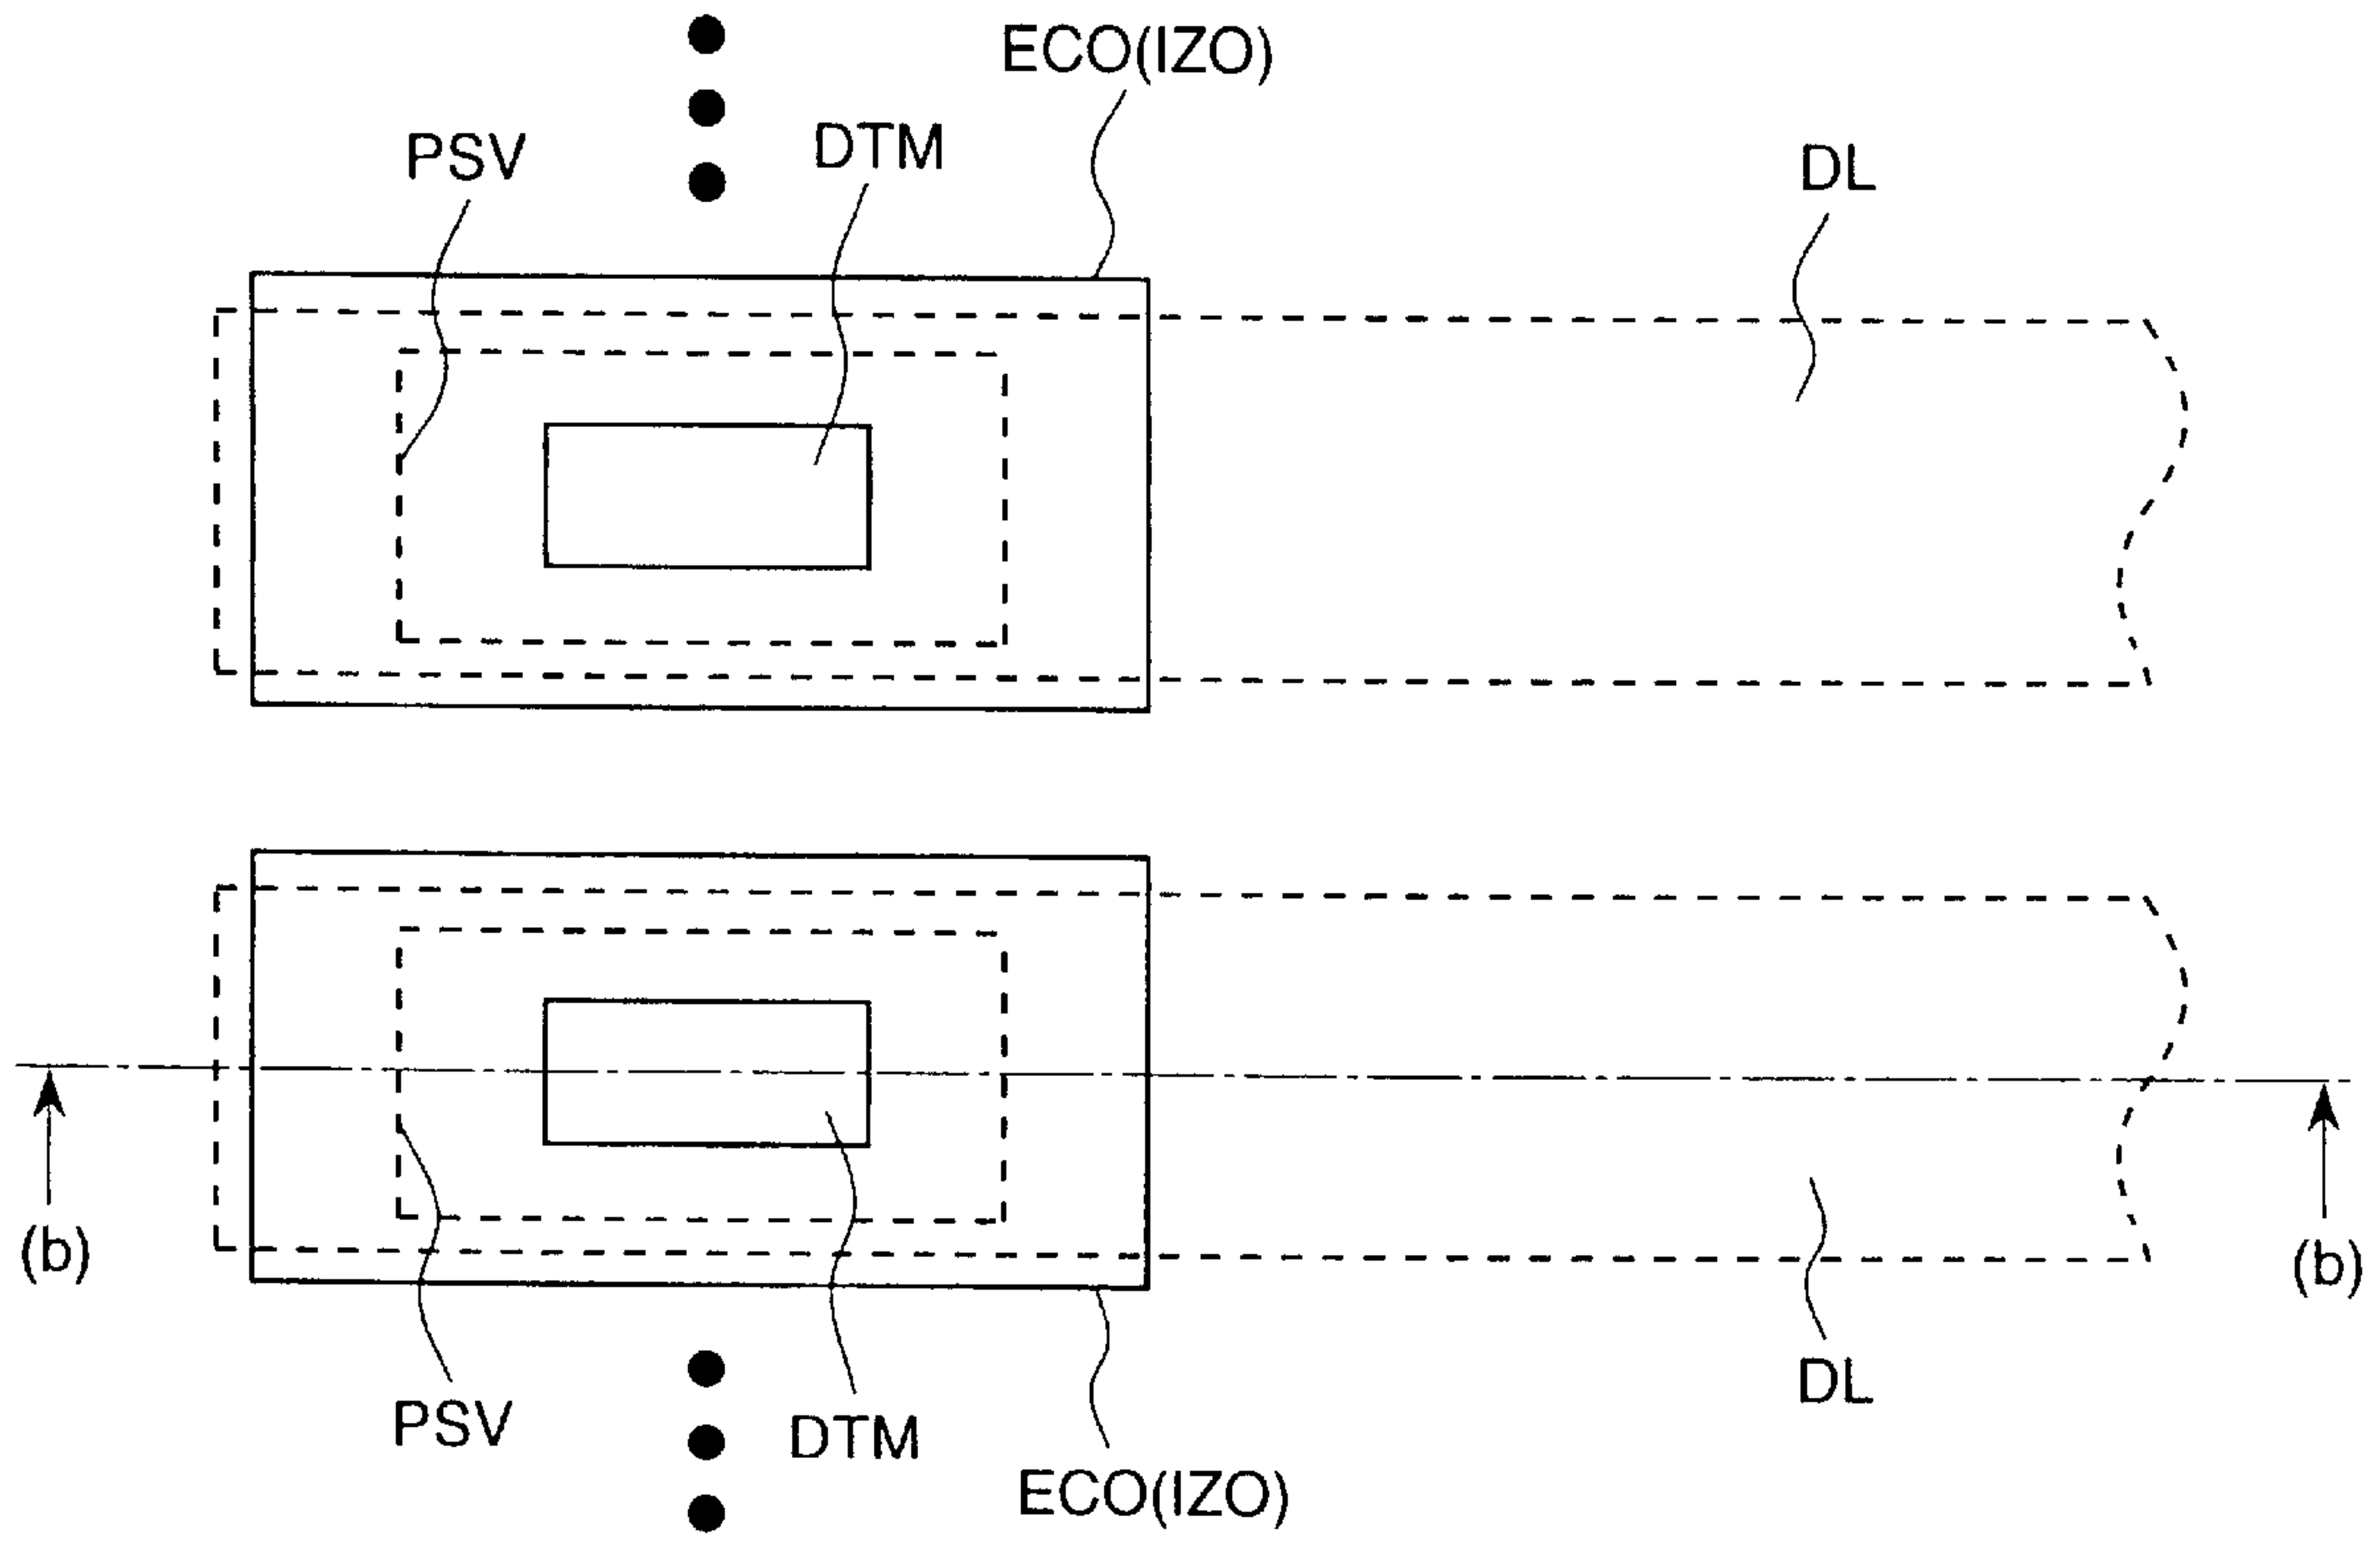 ECO(IZO)
DTM
PSV
DL
(b)
(b)
DL
PSV
DTM
ECO(IZO)